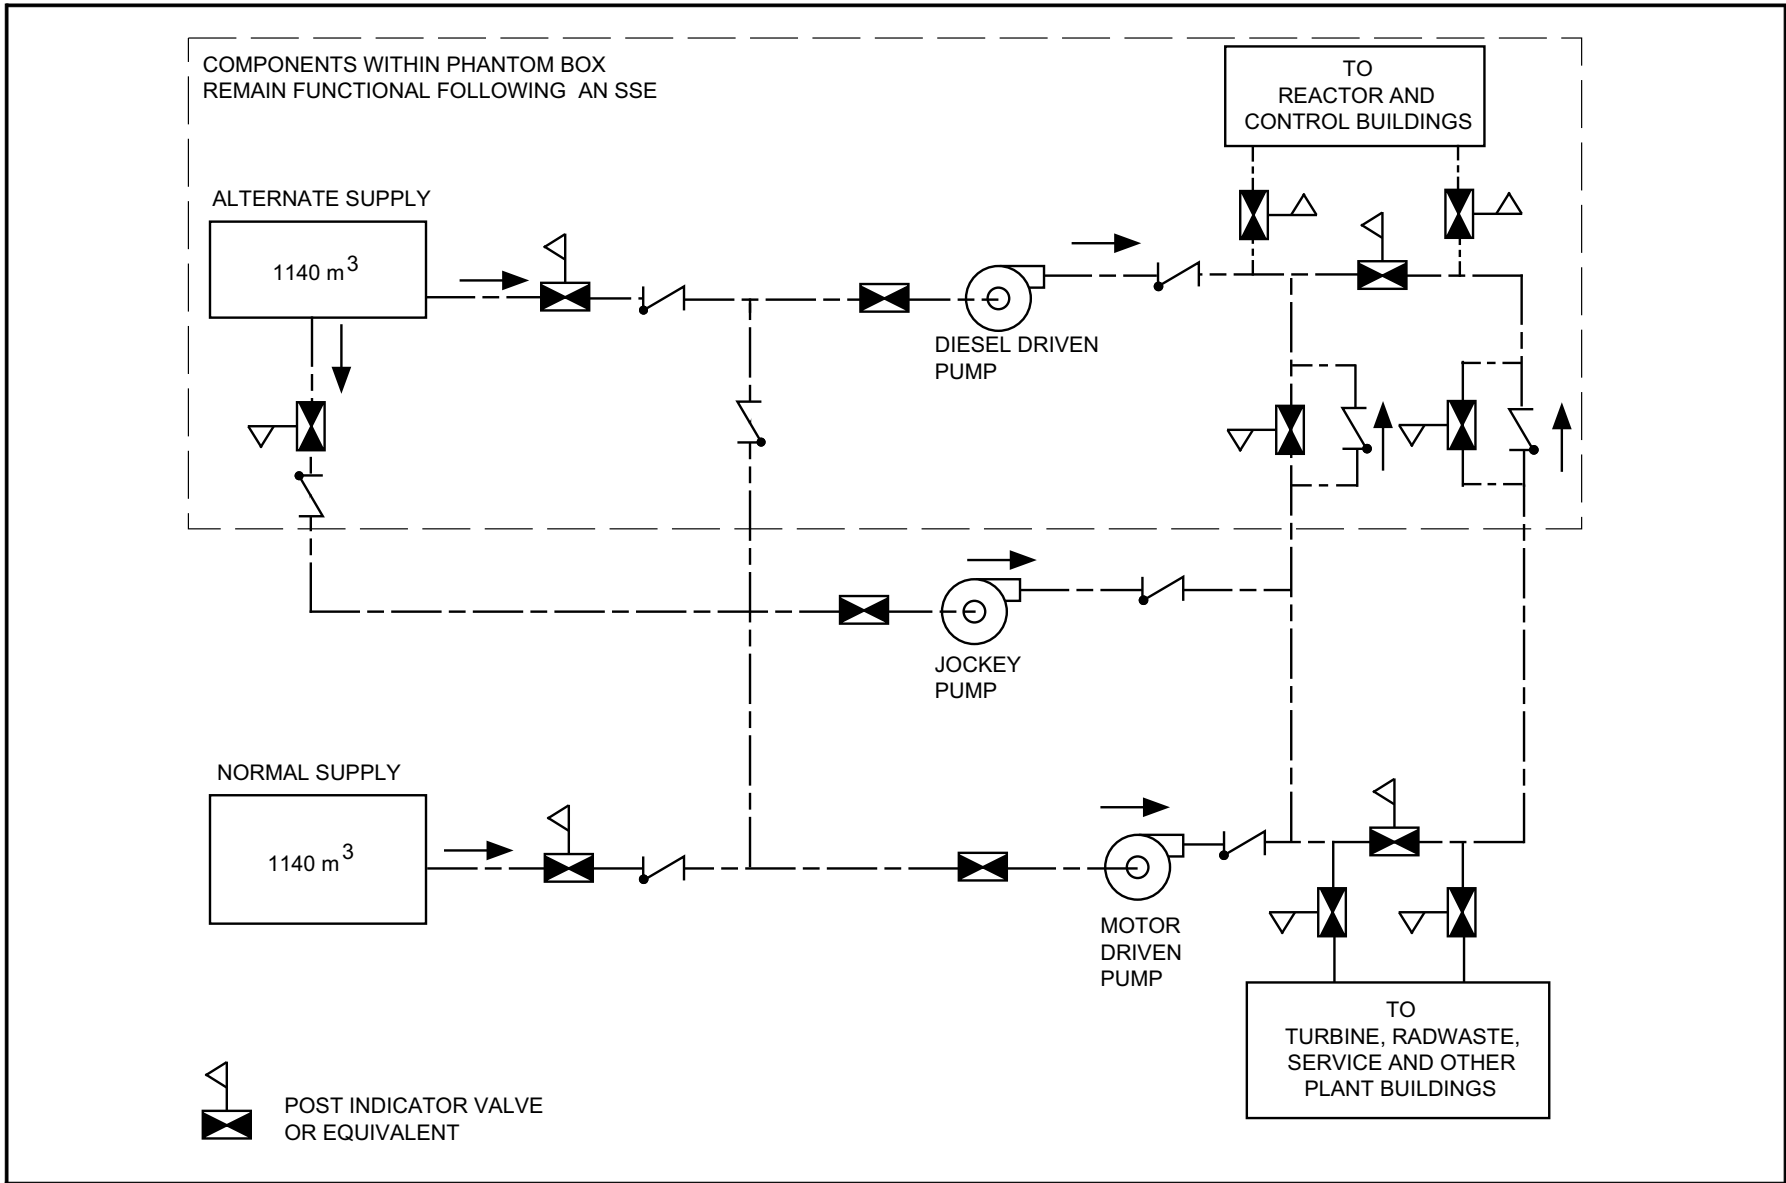 COMPONENTS WITHIN PHANTOM BOX
REMAIN FUNCTIONAL FOLLOWING AN SSE
TO
REACTOR AND
CONTROL BUILDINGS
ALTERNATE SUPPLY
1140 m³
DIESEL DRIVEN
PUMP
JOCKEY
PUMP
NORMAL SUPPLY
1140 m³
MOTOR
DRIVEN
PUMP
TO
TURBINE, RADWASTE,
SERVICE AND OTHER
PLANT BUILDINGS
POST INDICATOR VALVE
OR EQUIVALENT